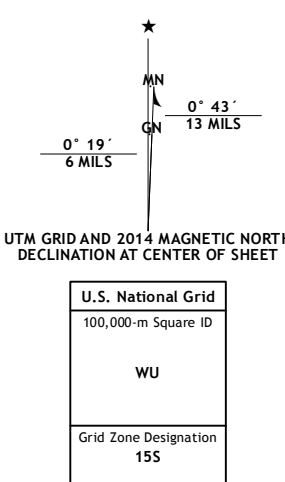 ★
MN
0° 43´
13 MILS
GN
0° 19´
6 MILS
UTM GRID AND 2014 MAGNETIC NORTH
DECLINATION AT CENTER OF SHEET
U.S. National Grid
100,000-m Square ID
WU
Grid Zone Designation
15S